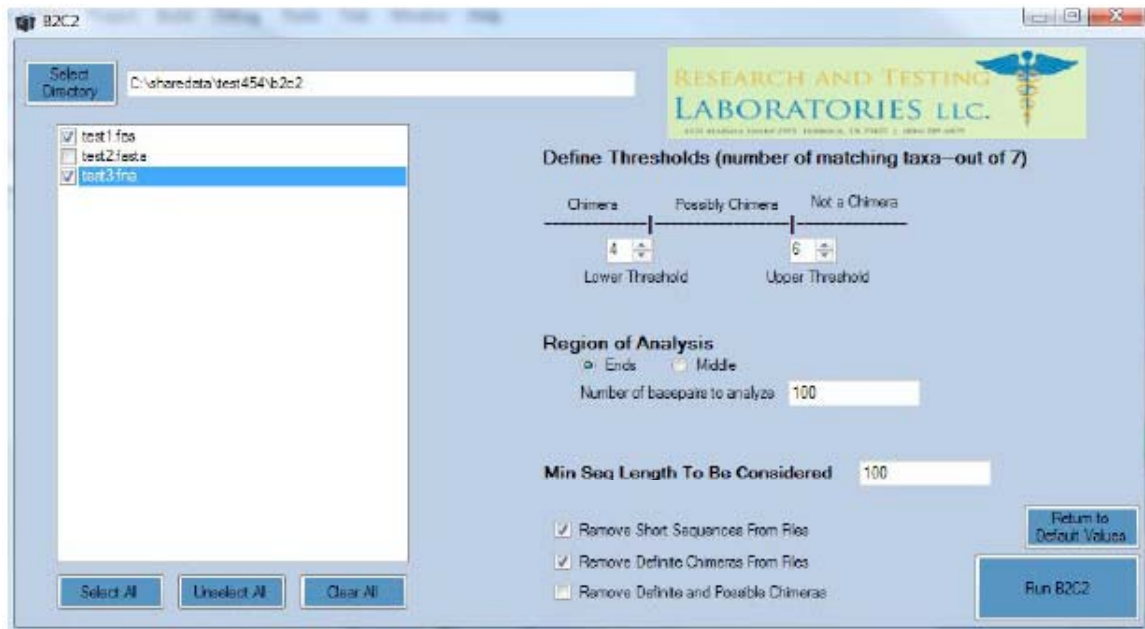 B2C2
Select
Directory
C:\sharedata\test454\b2c2
RESEARCH AND TESTING
LABORATORIES LLC.
test1.fna
test2.fasta
test3.fna
Define Thresholds (number of matching taxa—out of 7)
Chimera Possibly Chimera Not a Chimera
4 6
Lower Threshold Upper Threshold
Region of Analysis
Ends Middle
Number of basepairs to analyze 100
Min Seq Length To Be Considered 100
Remove Short Sequences From Files
Remove Definite Chimeras From Files
Remove Definite and Possible Chimeras
Return to
Default Values
Select All Unselect All Clear All
Run B2C2